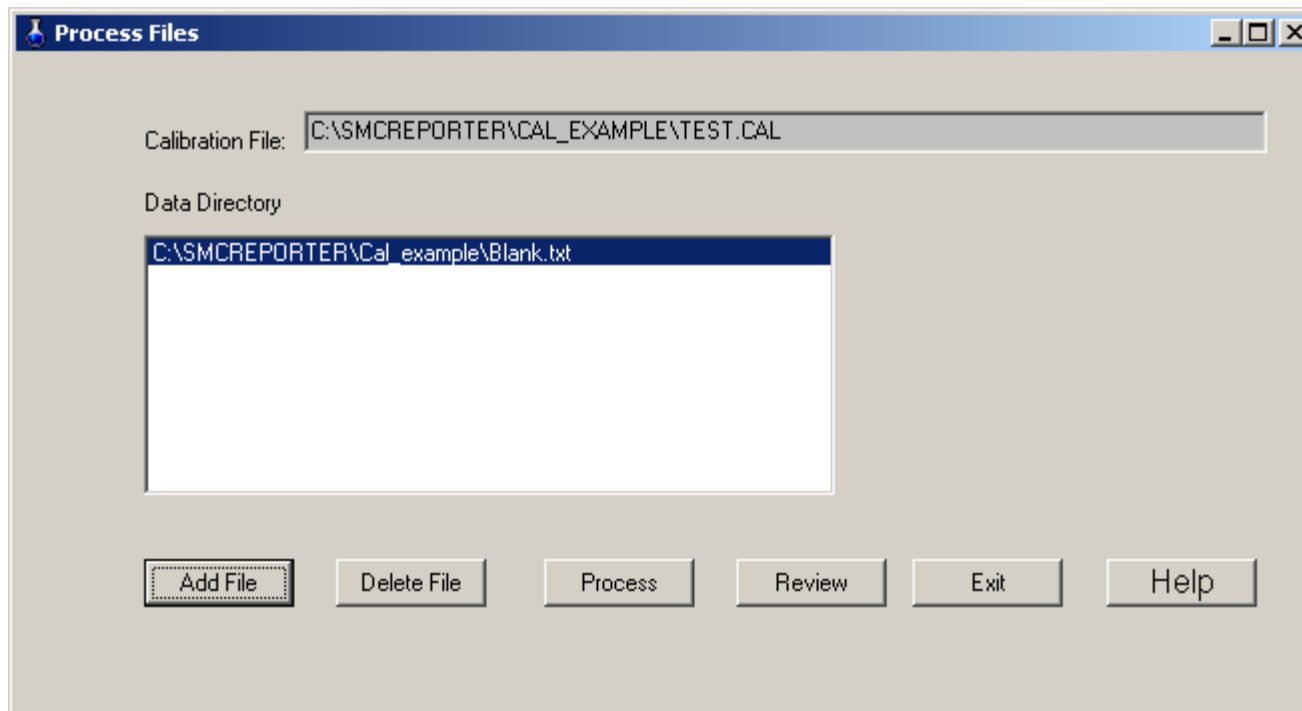 Process Files
Calibration File: C:\SMCREPORTER\CAL_EXAMPLE\TEST.CAL
Data Directory
C:\SMCREPORTER\Cal_example\Blank.txt
Add File Delete File Process Review Exit Help